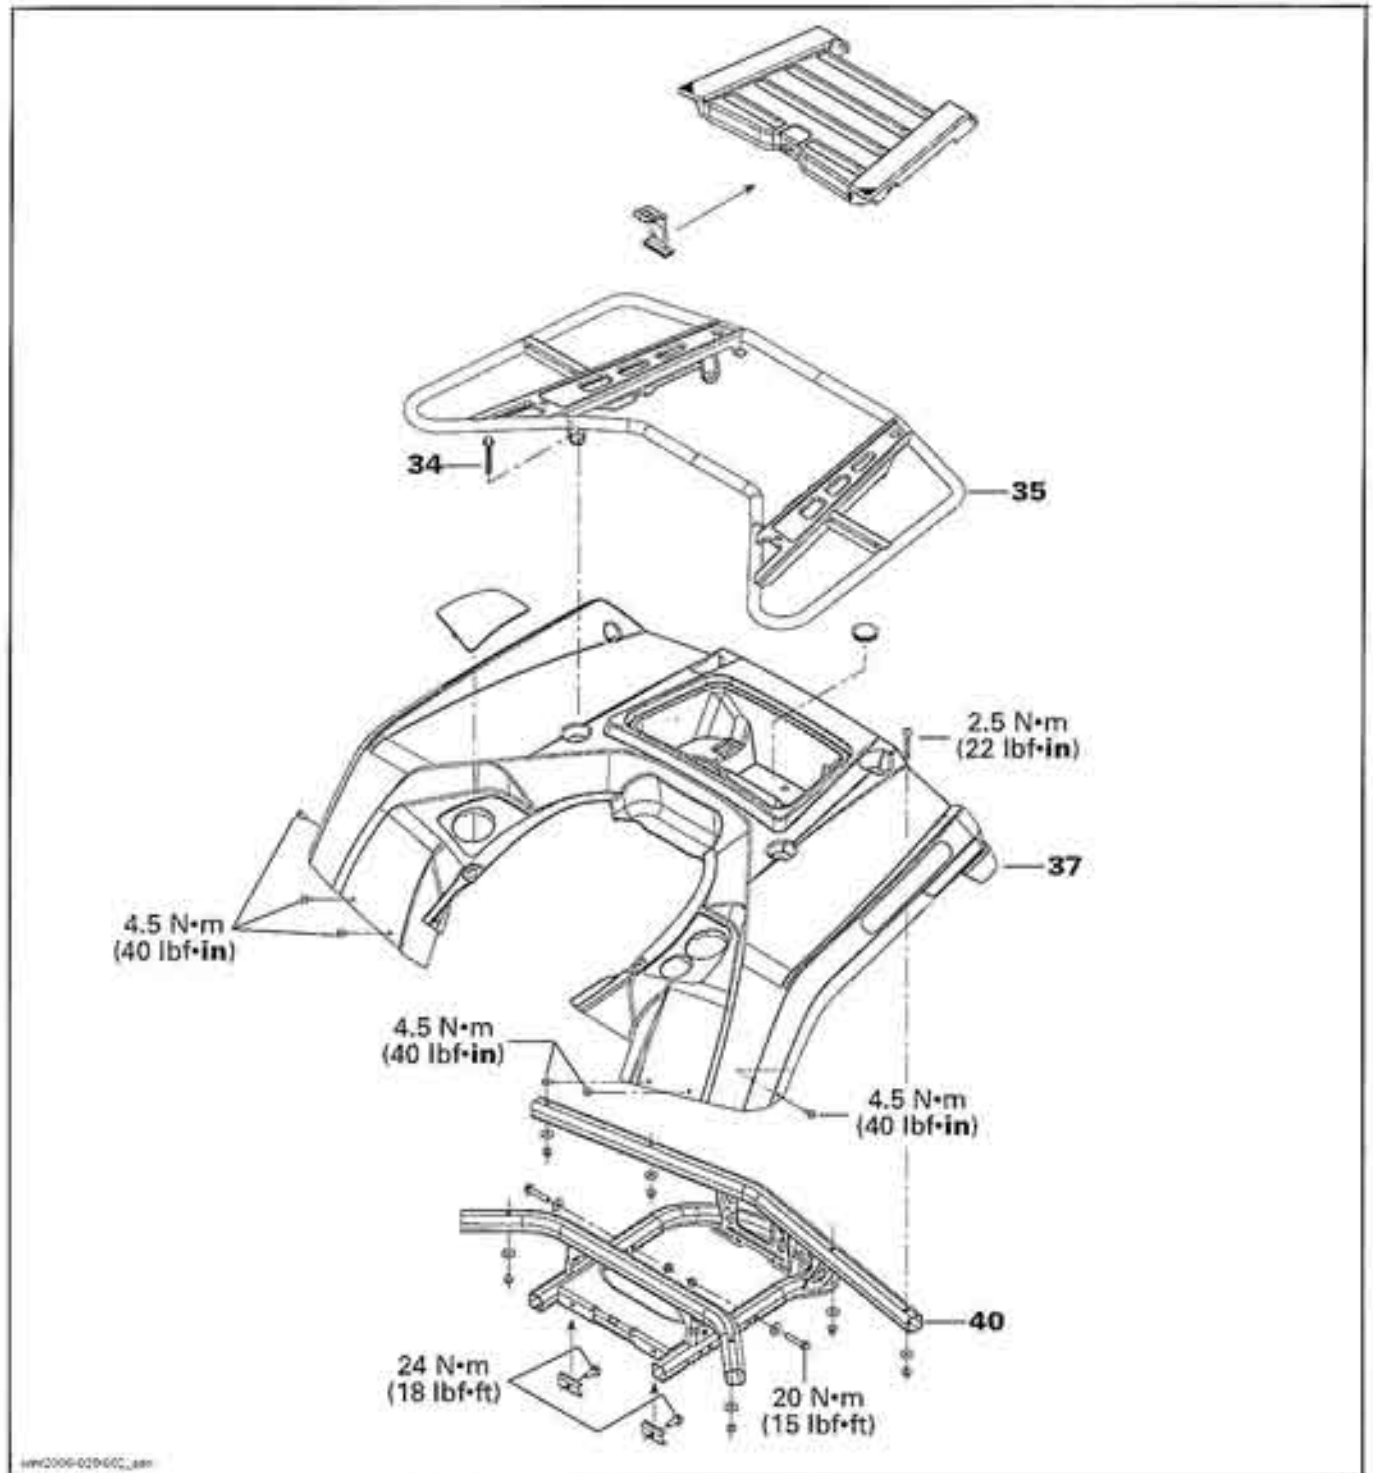 34
35
2.5 N•m
(22 lbf•in)
37
4.5 N•m
(40 lbf•in)
4.5 N•m
(40 lbf•in)
4.5 N•m
(40 lbf•in)
40
24 N•m
(18 lbf•ft)
20 N•m
(15 lbf•ft)